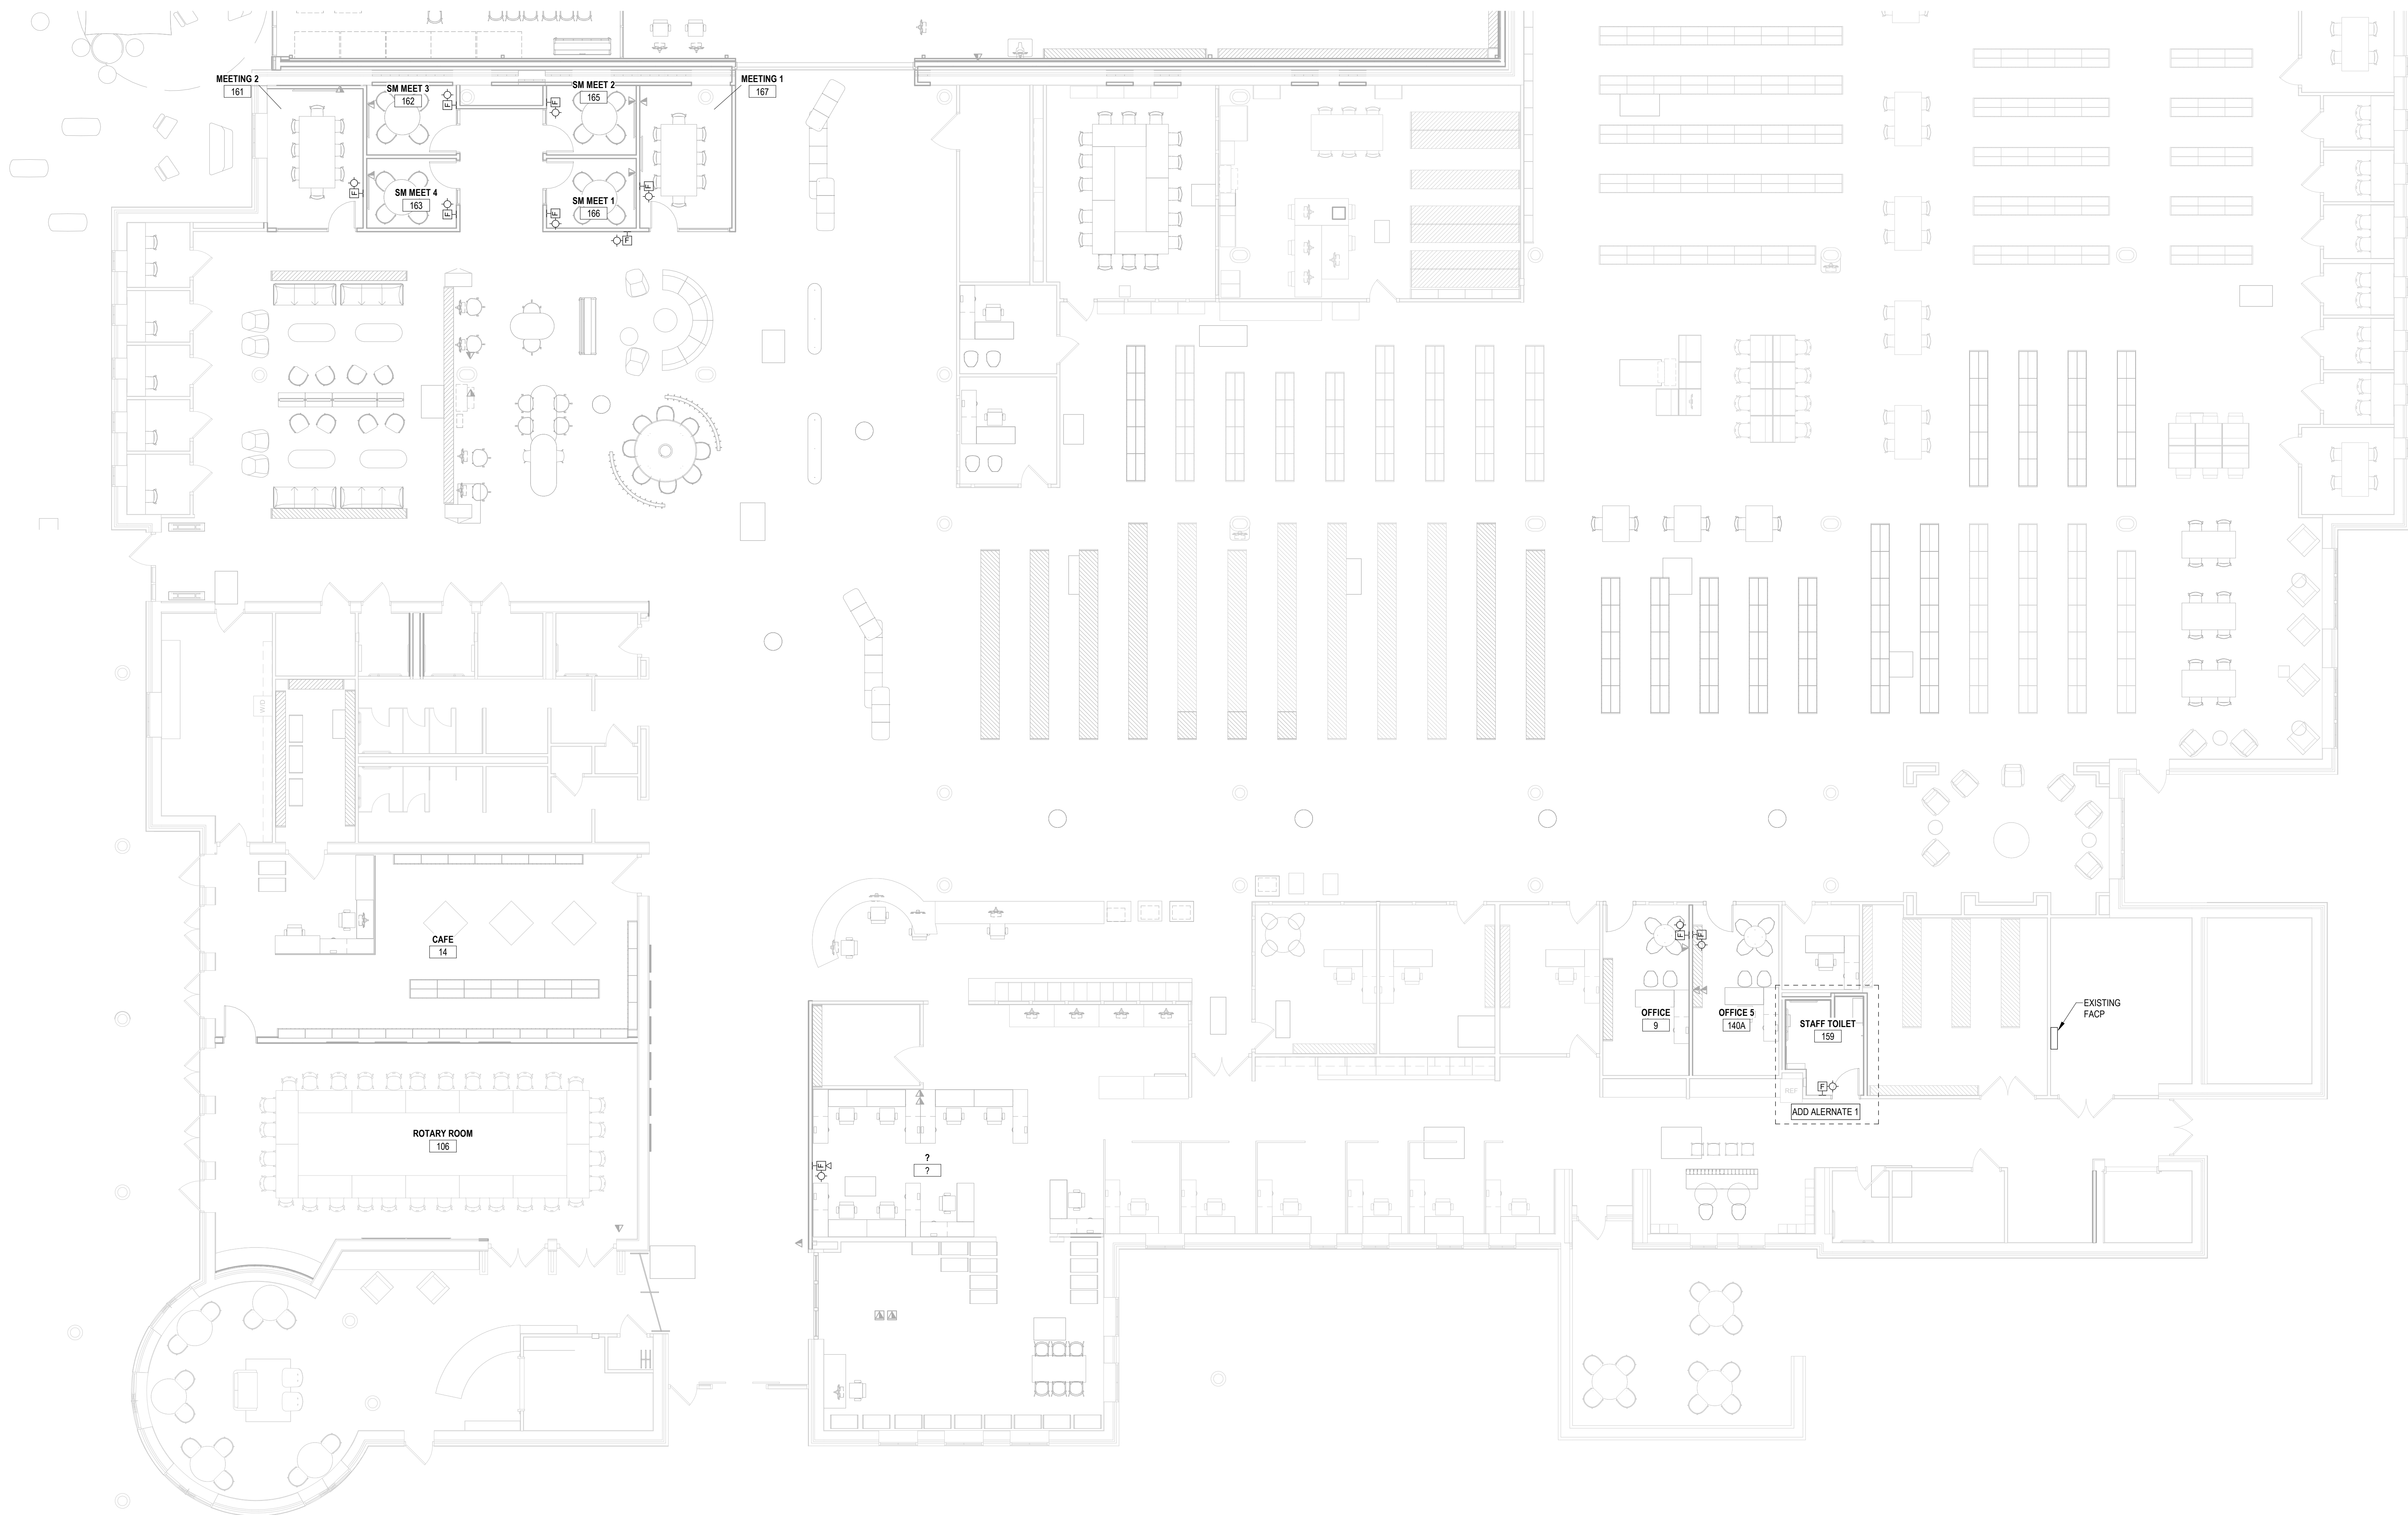 MEETING 2
161
SM MEET 3
162
SM MEET 2
165
MEETING 1
167
F
F
SM MEET 4
163
SM MEET 1
166
F
F
F
F
F
W/D
CAFE
14
F
F
OFFICE
9
OFFICE 5
140A
STAFF TOILET
159
EXISTING
FACP
REF
F
ADD ALERNATE 1
ROTARY ROOM
106
?
?
F